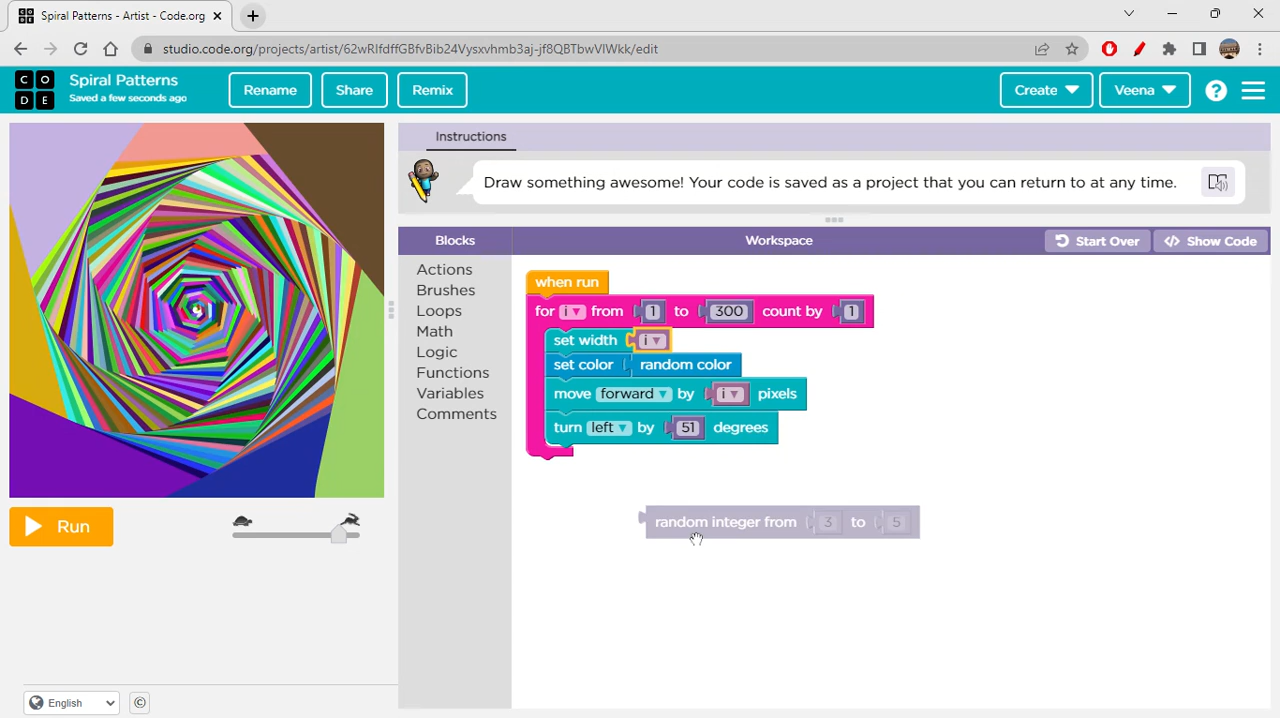 Spiral Patterns - Artist - Code.org
studio.code.org/projects/artist/62wRIfdffGBfvBib24Vysxvhmb3aj-jf8QBTbwVlWkk/edit
C O
D E
Spiral Patterns
Saved a few seconds ago
Rename Share Remix Create Veena ?
Instructions
Draw something awesome! Your code is saved as a project that you can return to at any time.
Blocks Workspace Start Over </> Show Code
Actions
Brushes
Loops
Math
Logic
Functions
Variables
Comments
when run
for i from 1 to 300 count by 1
set width i
set color random color
move forward by i pixels
turn left by 51 degrees
random integer from 3 to 5
Run
English ©